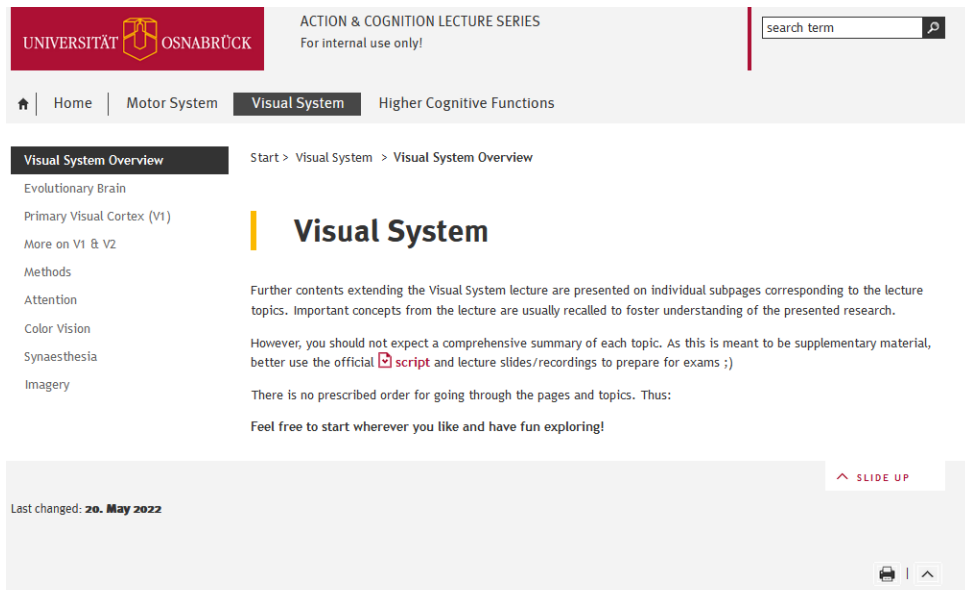 UNIVERSITÄT OSNABRÜCK
ACTION & COGNITION LECTURE SERIES
For internal use only!
search term
Home Motor System Visual System Higher Cognitive Functions
Visual System Overview
Evolutionary Brain
Primary Visual Cortex (V1)
More on V1 & V2
Methods
Attention
Color Vision
Synaesthesia
Imagery
Start > Visual System > Visual System Overview
Visual System
Further contents extending the Visual System lecture are presented on individual subpages corresponding to the lecture
topics. Important concepts from the lecture are usually recalled to foster understanding of the presented research.
However, you should not expect a comprehensive summary of each topic. As this is meant to be supplementary material,
better use the official script and lecture slides/recordings to prepare for exams ;)
There is no prescribed order for going through the pages and topics. Thus:
Feel free to start wherever you like and have fun exploring!
SLIDE UP
Last changed: 20. May 2022